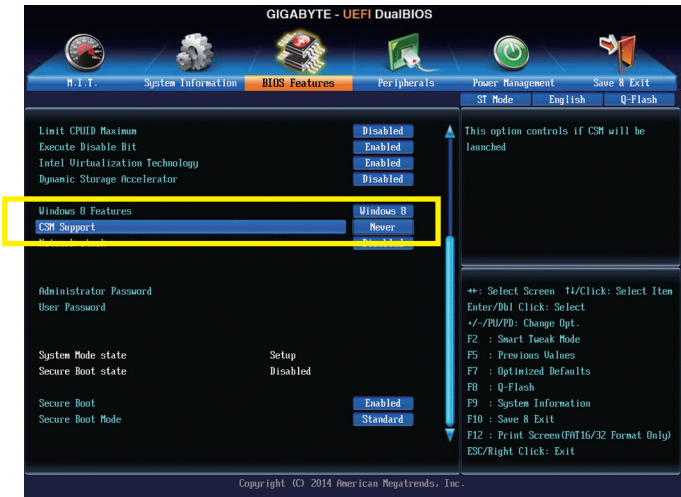 GIGABYTE - UEFI DualBIOS
M.I.T.
System Information
BIOS Features
Peripherals
Power Management
Save & Exit
ST Mode English Q-Flash
Limit CPUID Maximum Disabled
Execute Disable Bit Enabled
Intel Virtualization Technology Enabled
Dynamic Storage Accelerator Disabled
Windows 8 Features Windows 8
CSM Support Never
Administrator Password
User Password
System Mode state Setup
Secure Boot state Disabled
Secure Boot Enabled
Secure Boot Mode Standard
This option controls if CSM will be
launched
→←: Select Screen ↑↓/Click: Select Item
Enter/Dbl Click: Select
+/-/PU/PD: Change Opt.
F2 : Smart Tweak Mode
F5 : Previous Values
F7 : Optimized Defaults
F8 : Q-Flash
F9 : System Information
F10 : Save & Exit
F12 : Print Screen(FAT16/32 Format Only)
ESC/Right Click: Exit
Copyright (C) 2014 American Megatrends, Inc.